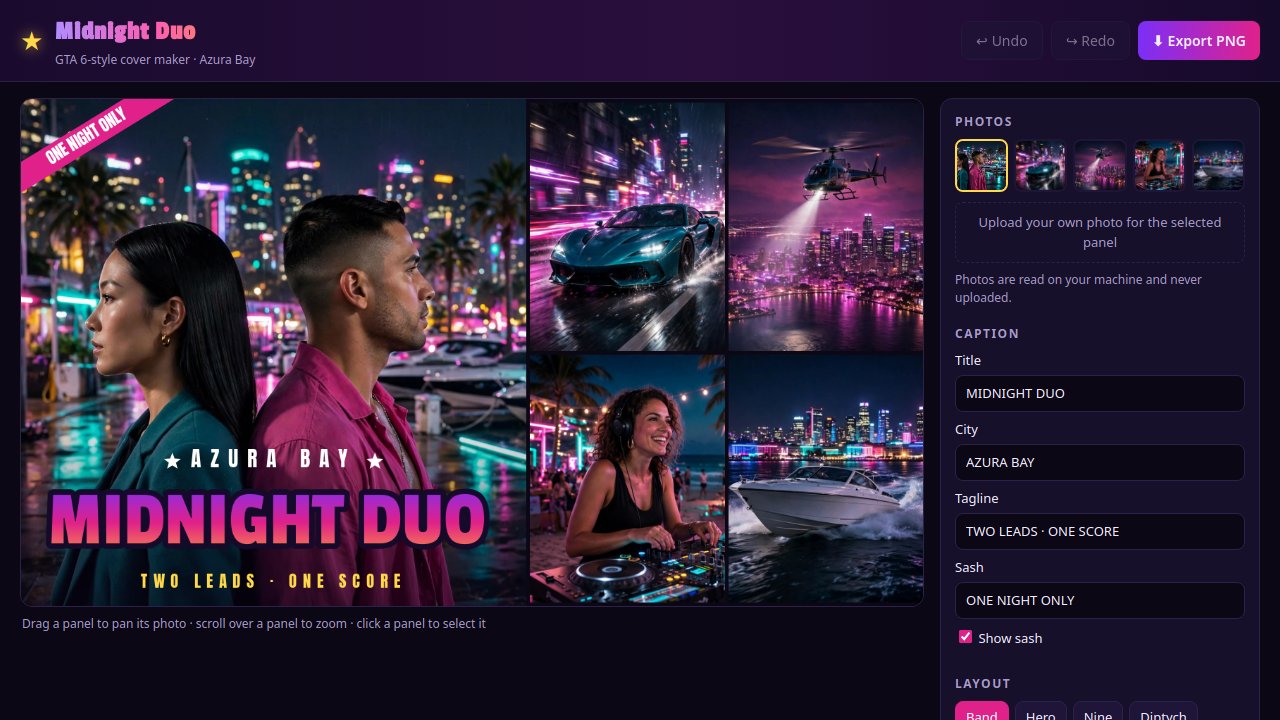 ★ Midnight Duo
GTA 6-style cover maker · Azura Bay
↩ Undo
↪ Redo
⬇ Export PNG
ONE NIGHT ONLY
★ AZURA BAY ★
MIDNIGHT DUO
TWO LEADS · ONE SCORE
Drag a panel to pan its photo · scroll over a panel to zoom · click a panel to select it
PHOTOS
Upload your own photo for the selected
panel
Photos are read on your machine and never
uploaded.
CAPTION
Title
MIDNIGHT DUO
City
AZURA BAY
Tagline
TWO LEADS · ONE SCORE
Sash
ONE NIGHT ONLY
Show sash
LAYOUT
Band
Hero
Nine
Diptych